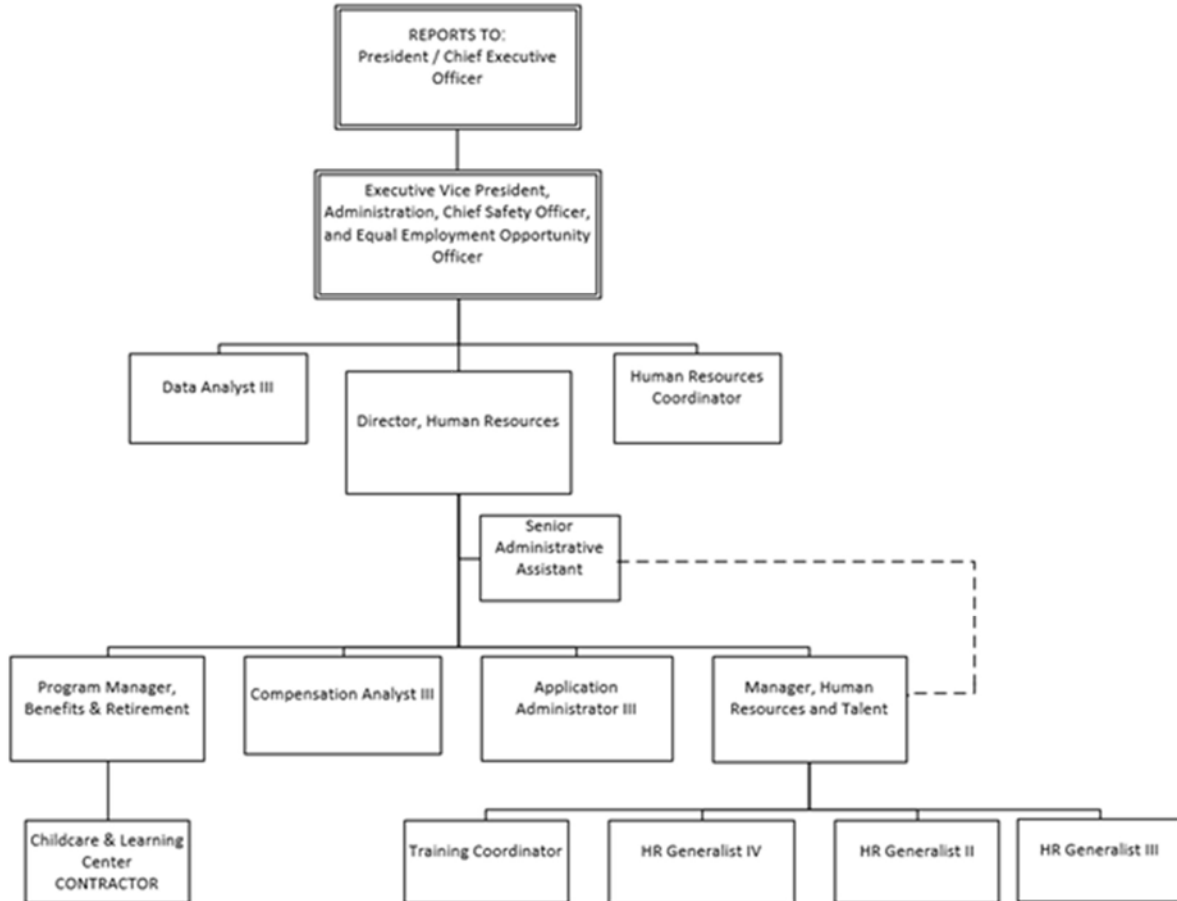 REPORTS TO:
President / Chief Executive
Officer
Executive Vice President,
Administration, Chief Safety Officer,
and Equal Employment Opportunity
Officer
Data Analyst III
Director, Human Resources
Human Resources
Coordinator
Senior
Administrative
Assistant
Program Manager,
Benefits & Retirement
Compensation Analyst III
Application
Administrator III
Manager, Human
Resources and Talent
Childcare & Learning
Center
CONTRACTOR
Training Coordinator
HR Generalist IV
HR Generalist II
HR Generalist III